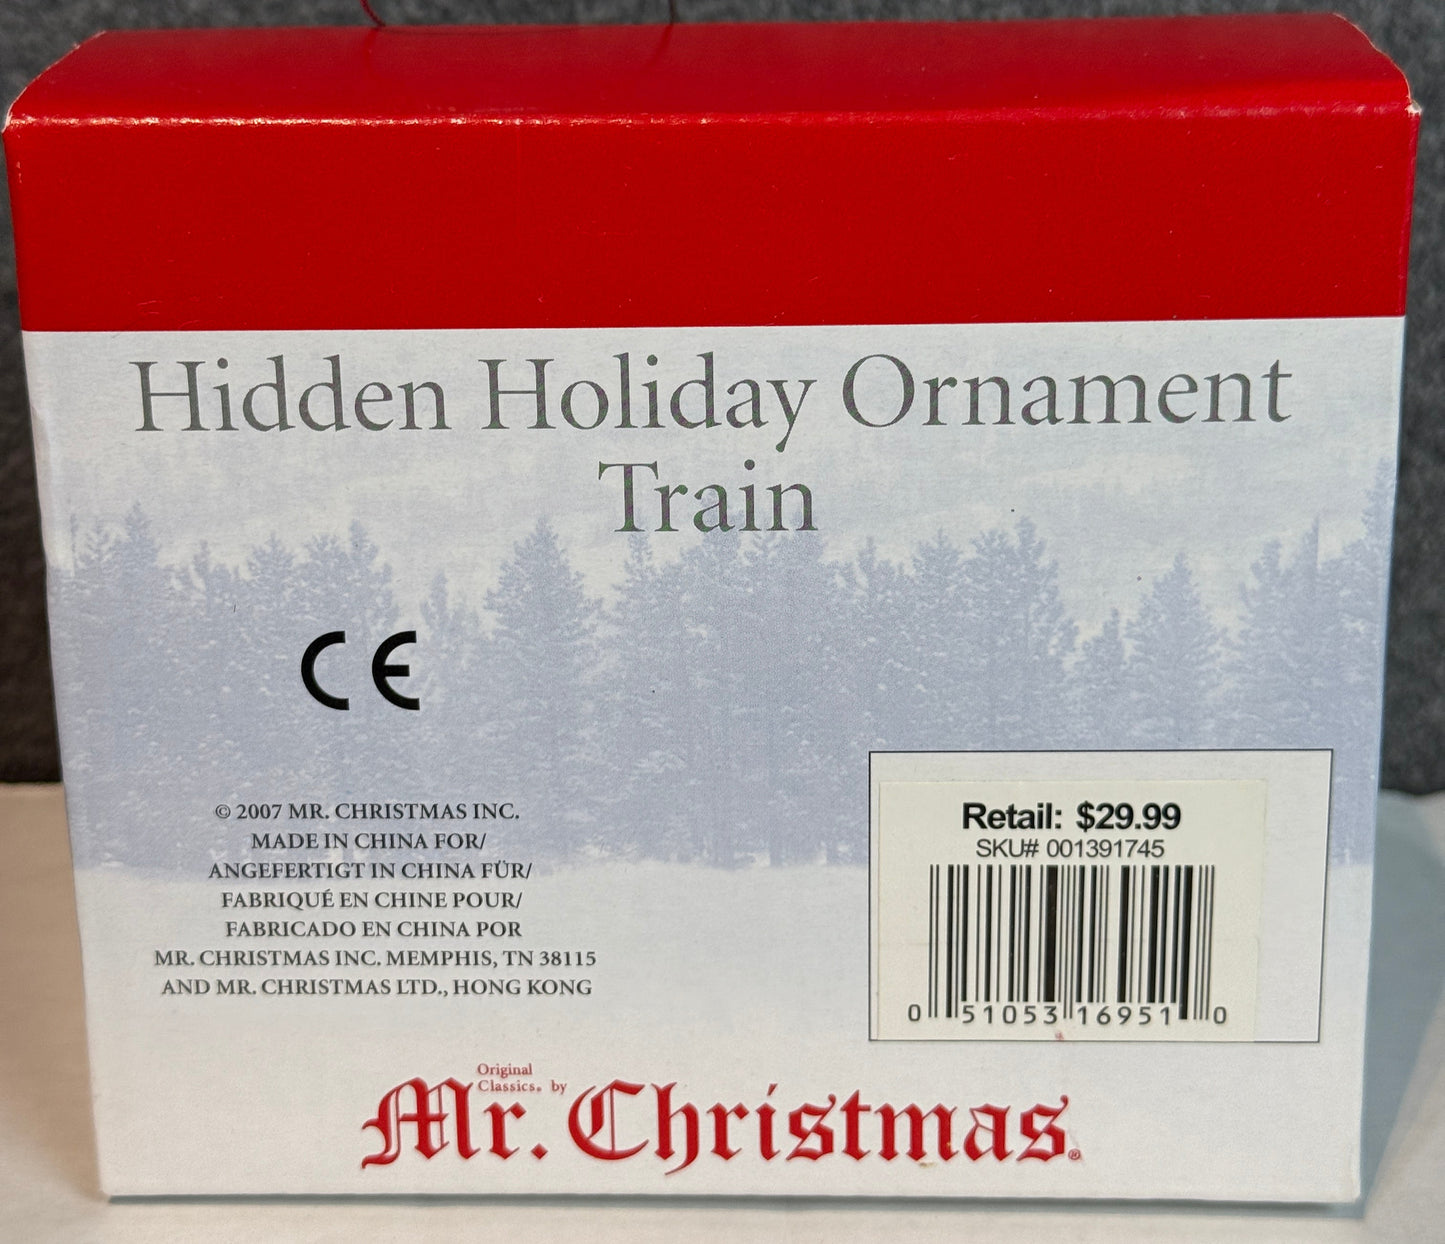 Hidden Holiday Ornament
Train
CE
© 2007 MR. CHRISTMAS INC.
MADE IN CHINA FOR/
ANGEFERTIGT IN CHINA FÜR/
FABRIQUÉ EN CHINE POUR/
FABRICADO EN CHINA POR
MR. CHRISTMAS INC. MEMPHIS, TN 38115
AND MR. CHRISTMAS LTD., HONG KONG
Retail: $29.99
SKU# 001391745
0 51053 16951 0
Original
Classics® by
Mr. Christmas®